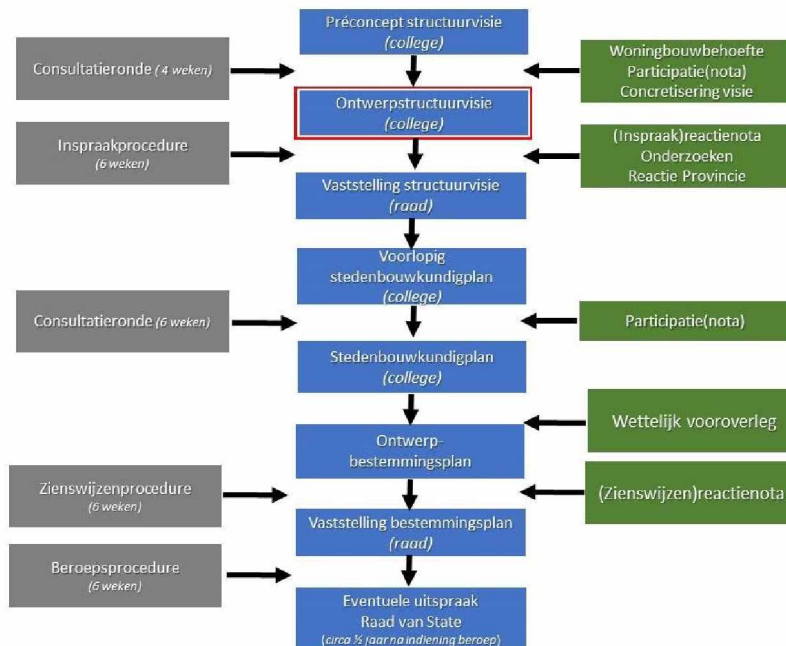 Préconcept structuurvisie
(college)
Consultatieronde (4 weken)
Woningbouwbehoefte
Participatie(nota)
Concretisering visie
Ontwerpstructuurvisie
(college)
Inspraakprocedure
(6 weken)
(Inspraak)reactienota
Onderzoeken
Reactie Provincie
Vaststelling structuurvisie
(raad)
Voorlopig
stedenbouwkundigplan
(college)
Consultatieronde (6 weken)
Participatie(nota)
Stedenbouwkundigplan
(college)
Wettelijk vooroverleg
Ontwerp-
bestemmingsplan
Zienswijzenprocedure
(6 weken)
(Zienswijzen)reactienota
Vaststelling bestemmingsplan
(raad)
Beroepsprocedure
(6 weken)
Eventuele uitspraak
Raad van State
(circa ½ jaar na indiening beroep)